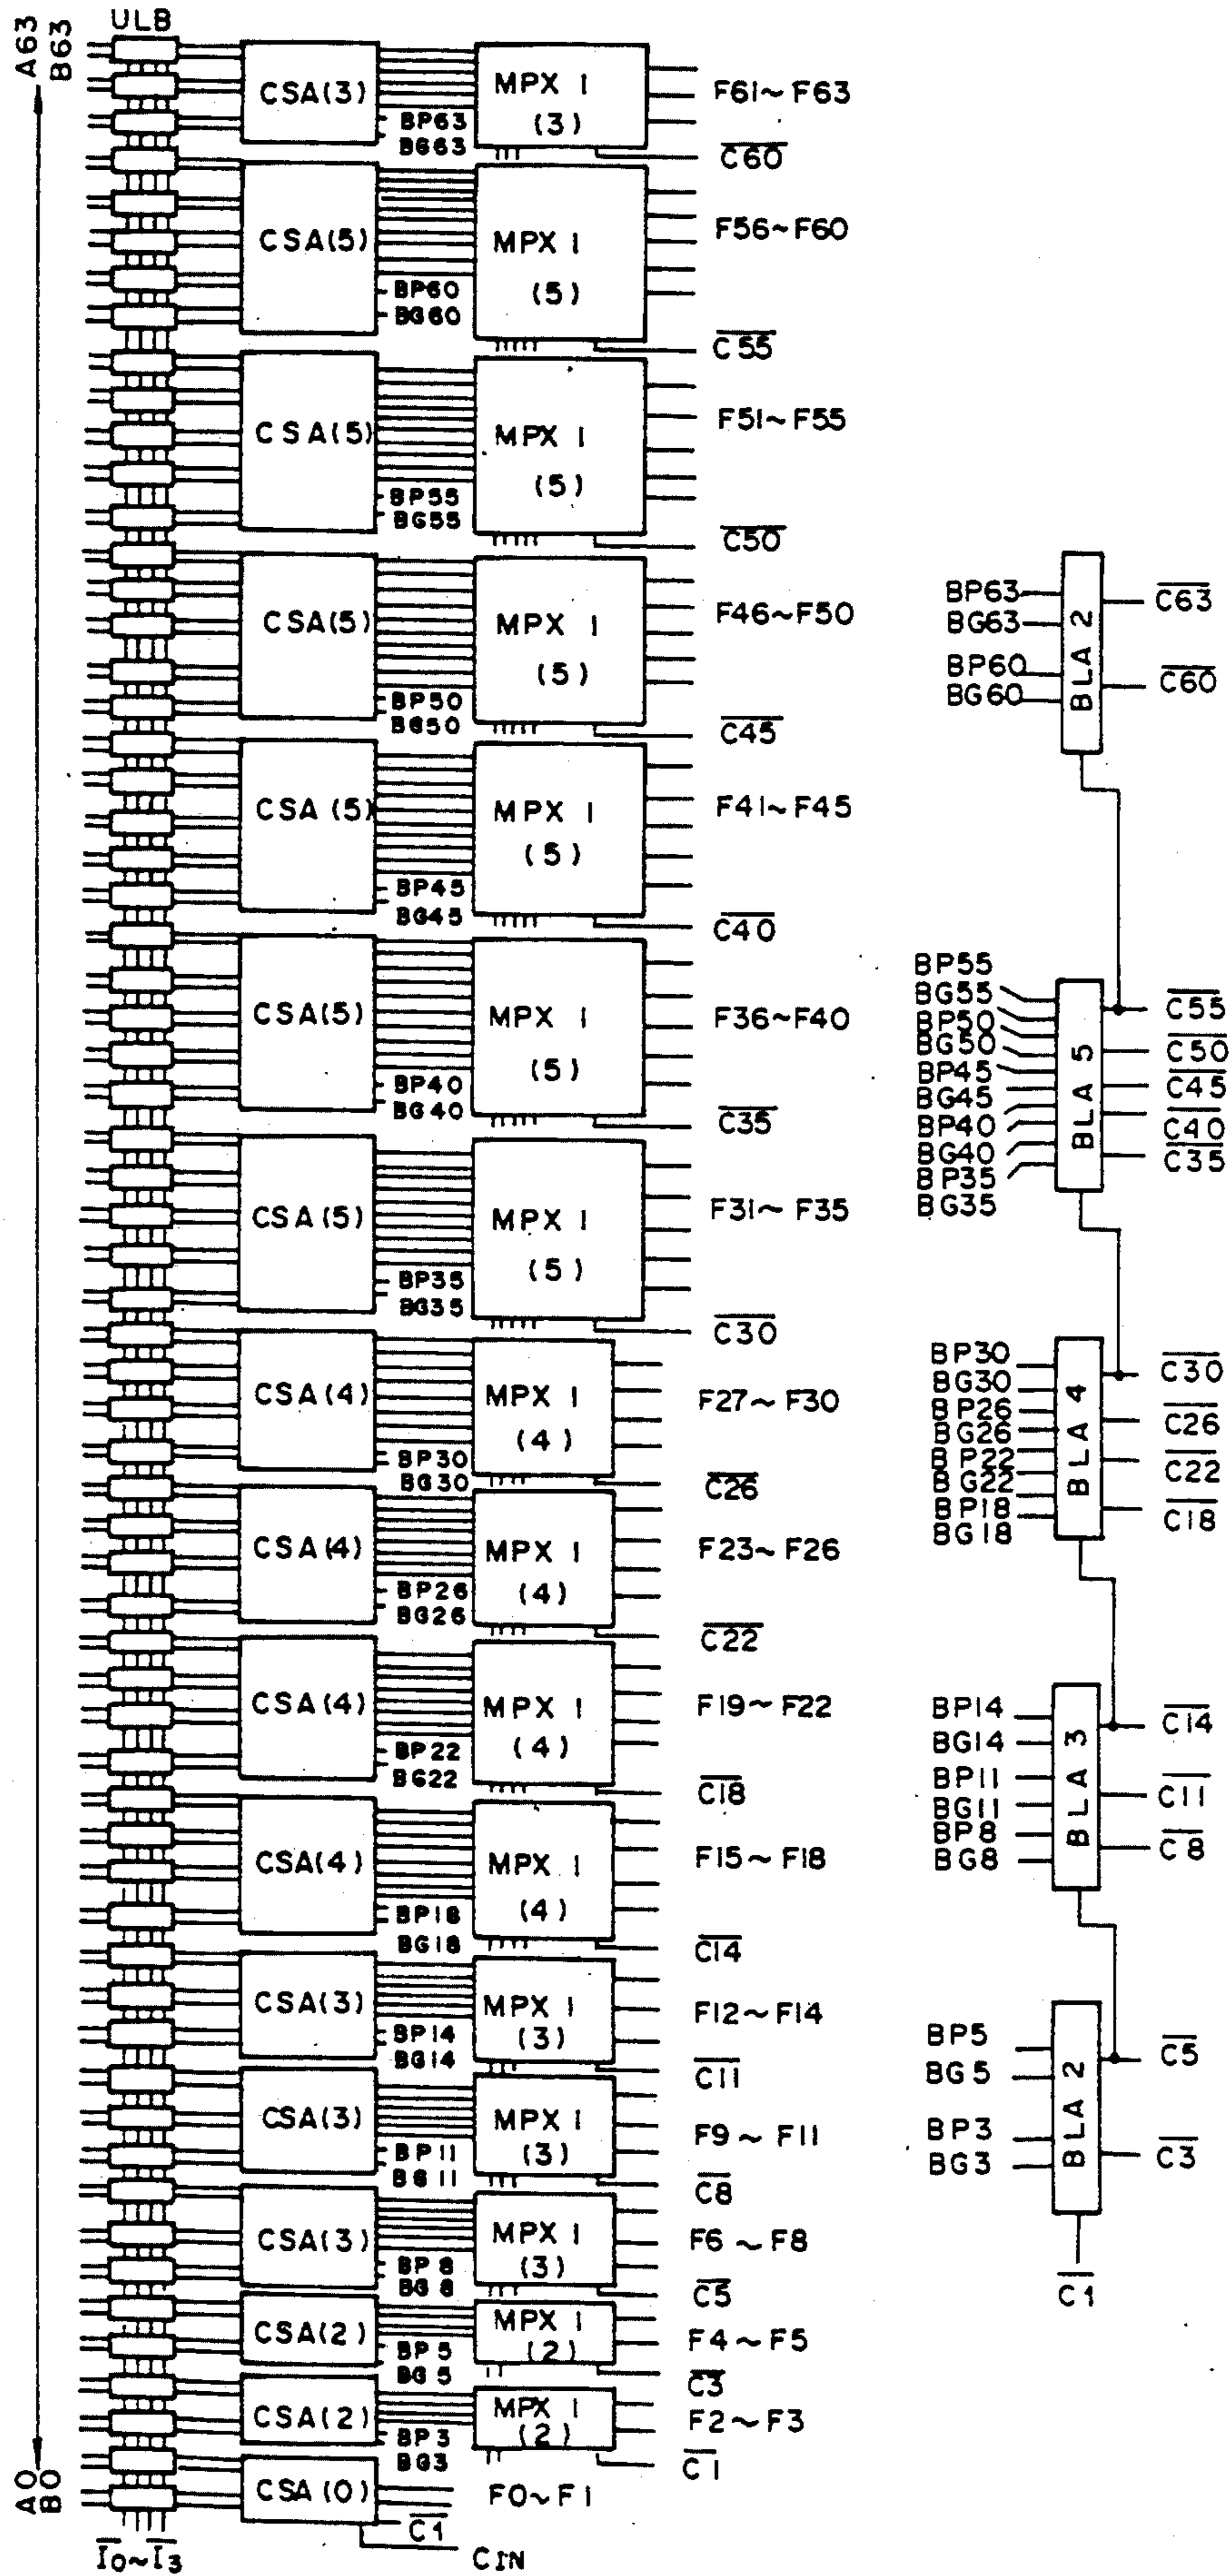 A63
B63
ULB
CSA(3)
BP63
BG63
MPX 1
(3)
F61~F63
C60
CSA(5)
BP60
BG60
MPX 1
(5)
F56~F60
C55
CSA(5)
BP55
BG55
MPX 1
(5)
F51~F55
C50
CSA(5)
BP50
BG50
MPX 1
(5)
F46~F50
C45
CSA (5)
BP45
BG45
MPX 1
(5)
F41~F45
C40
CSA(5)
BP40
BG40
MPX 1
(5)
F36~F40
C35
CSA(5)
BP35
BG35
MPX 1
(5)
F31~F35
C30
CSA(4)
BP30
BG30
MPX 1
(4)
F27~F30
C26
CSA(4)
BP26
BG26
MPX 1
(4)
F23~F26
C22
CSA(4)
BP22
BG22
MPX 1
(4)
F19~F22
C18
CSA(4)
BP18
BG18
MPX 1
(4)
F15~F18
C14
CSA(3)
BP14
BG14
MPX 1
(3)
F12~F14
C11
CSA(3)
BP11
BG11
MPX 1
(3)
F9~F11
C8
CSA(3)
BP8
BG8
MPX 1
(3)
F6~F8
C5
CSA(2)
BP5
BG5
MPX 1
(2)
F4~F5
C3
CSA(2)
BP3
BG3
MPX 1
(2)
F2~F3
C1
A0
B0
CSA(0)
F0~F1
C1
CIN
I0~I3
BP63
BG63
BP60
BG60
BLA 2
C63
C60
BP55
BG55
BP50
BG50
BP45
BG45
BP40
BG40
BP35
BG35
BLA 5
C55
C50
C45
C40
C35
BP30
BG30
BP26
BG26
BP22
BG22
BP18
BG18
BLA 4
C30
C26
C22
C18
BP14
BG14
BP11
BG11
BP8
BG8
BLA 3
C14
C11
C8
BP5
BG5
BP3
BG3
BLA 2
C5
C3
C1